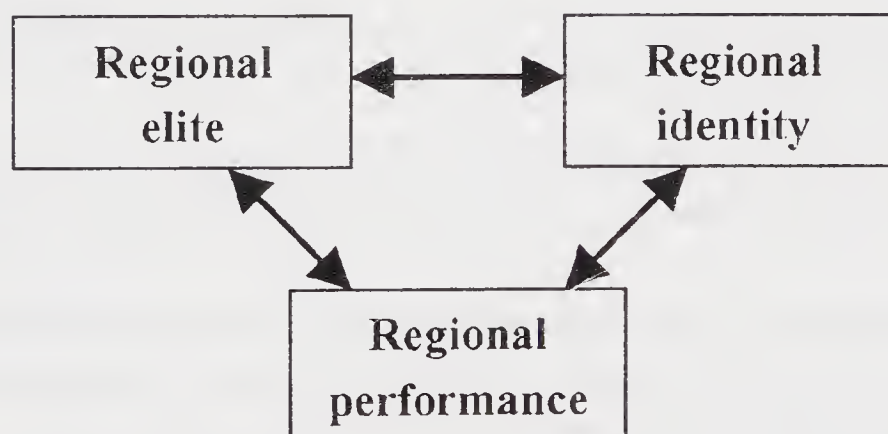 Regional
elite
Regional
identity
Regional
performance